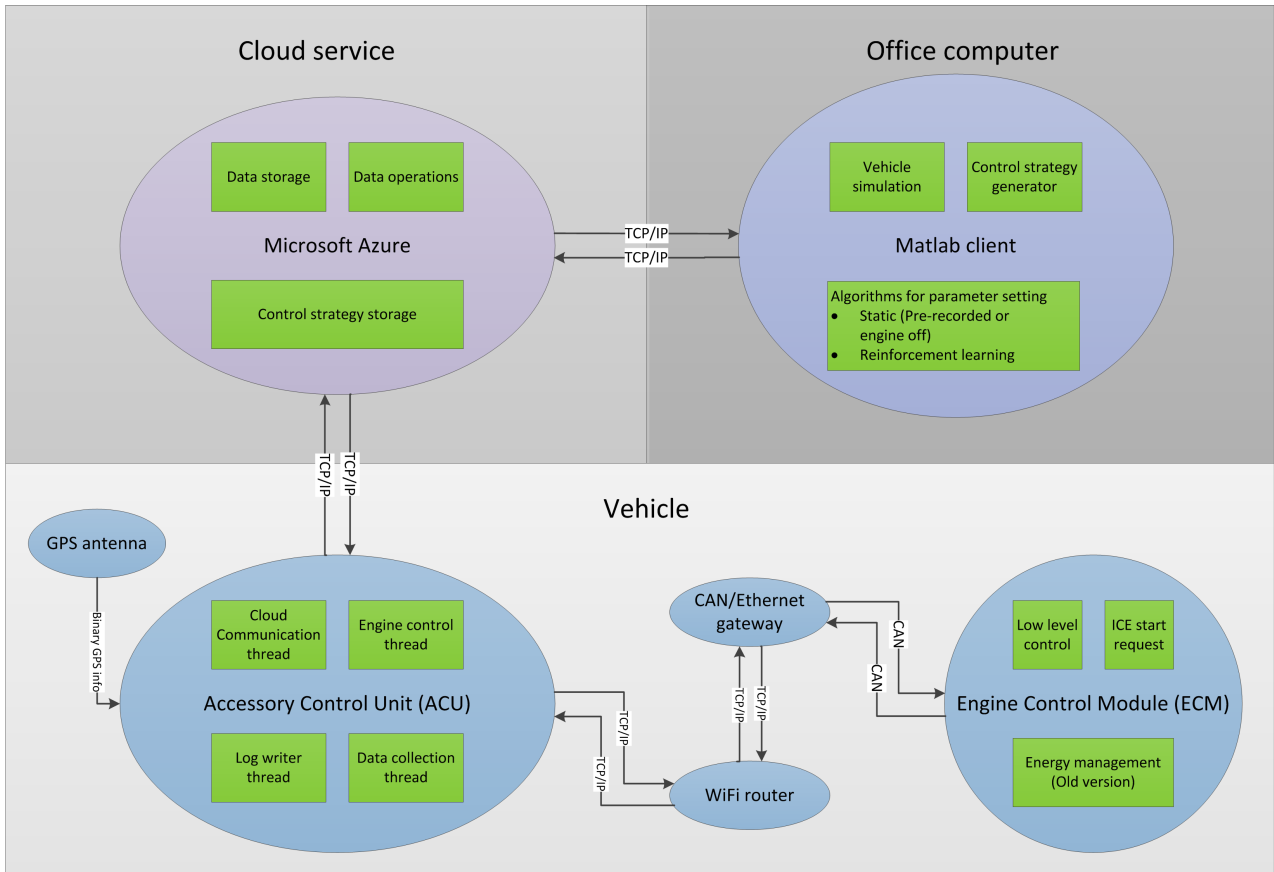 Cloud service
Office computer
Data storage
Data operations
Microsoft Azure
Control strategy storage
Vehicle
simulation
Control strategy
generator
Matlab client
Algorithms for parameter setting
● Static (Pre-recorded or
engine off)
● Reinforcement learning
TCP/IP
TCP/IP
TCP/IP
TCP/IP
Vehicle
GPS antenna
Binary GPS info
Cloud
Communication
thread
Engine control
thread
Accessory Control Unit (ACU)
Log writer
thread
Data collection
thread
TCP/IP
TCP/IP
CAN/Ethernet
gateway
TCP/IP
TCP/IP
WiFi router
CAN
CAN
Low level
control
ICE start
request
Engine Control Module (ECM)
Energy management
(Old version)